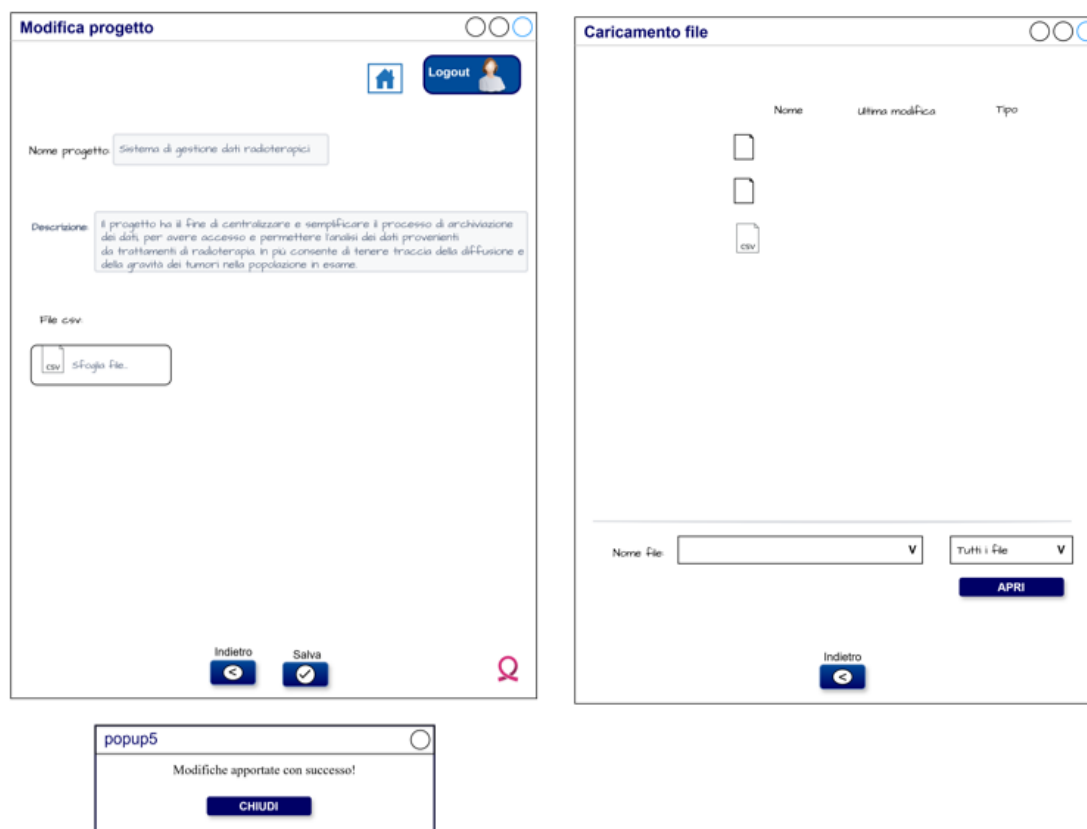 Modifica progetto
Logout
Nome progetto:
Sistema di gestione dati radioterapici
Descrizione:
Il progetto ha il fine di centralizzare e semplificare il processo di archiviazione
dei dati, per avere accesso e permettere l'analisi dei dati provenienti
da trattamenti di radioterapia. In più consente di tenere traccia della diffusione e
della gravità dei tumori nella popolazione in esame.
File csv:
CSV
Sfoglia file..
Indietro
Salva
Caricamento file
Nome Ultima modifica Tipo
CSV
Nome file:
V
Tutti i file V
APRI
Indietro
popup5
Modifiche apportate con successo!
CHIUDI